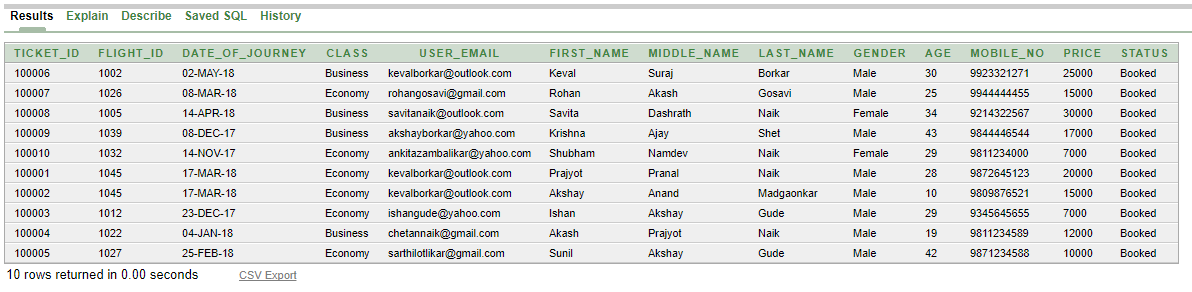 Results Explain Describe Saved SQL History
TICKET_ID FLIGHT_ID DATE_OF_JOURNEY CLASS USER_EMAIL FIRST_NAME MIDDLE_NAME LAST_NAME GENDER AGE MOBILE_NO PRICE STATUS
100006 1002 02-MAY-18 Business kevalborkar@outlook.com Keval Suraj Borkar Male 30 9923321271 25000 Booked
100007 1026 08-MAR-18 Economy rohangosavi@gmail.com Rohan Akash Gosavi Male 25 9944444455 15000 Booked
100008 1005 14-APR-18 Business savitanaik@outlook.com Savita Dashrath Naik Female 34 9214322567 30000 Booked
100009 1039 08-DEC-17 Business akshayborkar@yahoo.com Krishna Ajay Shet Male 43 9844446544 17000 Booked
100010 1032 14-NOV-17 Economy ankitazambalikar@yahoo.com Shubham Namdev Naik Female 29 9811234000 7000 Booked
100001 1045 17-MAR-18 Economy kevalborkar@outlook.com Prajyot Pranal Naik Male 28 9872645123 20000 Booked
100002 1045 17-MAR-18 Economy kevalborkar@outlook.com Akshay Anand Madgaonkar Male 10 9809876521 15000 Booked
100003 1012 23-DEC-17 Economy ishangude@yahoo.com Ishan Akshay Gude Male 29 9345645655 7000 Booked
100004 1022 04-JAN-18 Business chetannaik@gmail.com Akash Prajyot Naik Male 19 9811234589 12000 Booked
100005 1027 25-FEB-18 Economy sarthilotlikar@gmail.com Sunil Akshay Gude Male 42 9871234588 10000 Booked
10 rows returned in 0.00 seconds CSV Export